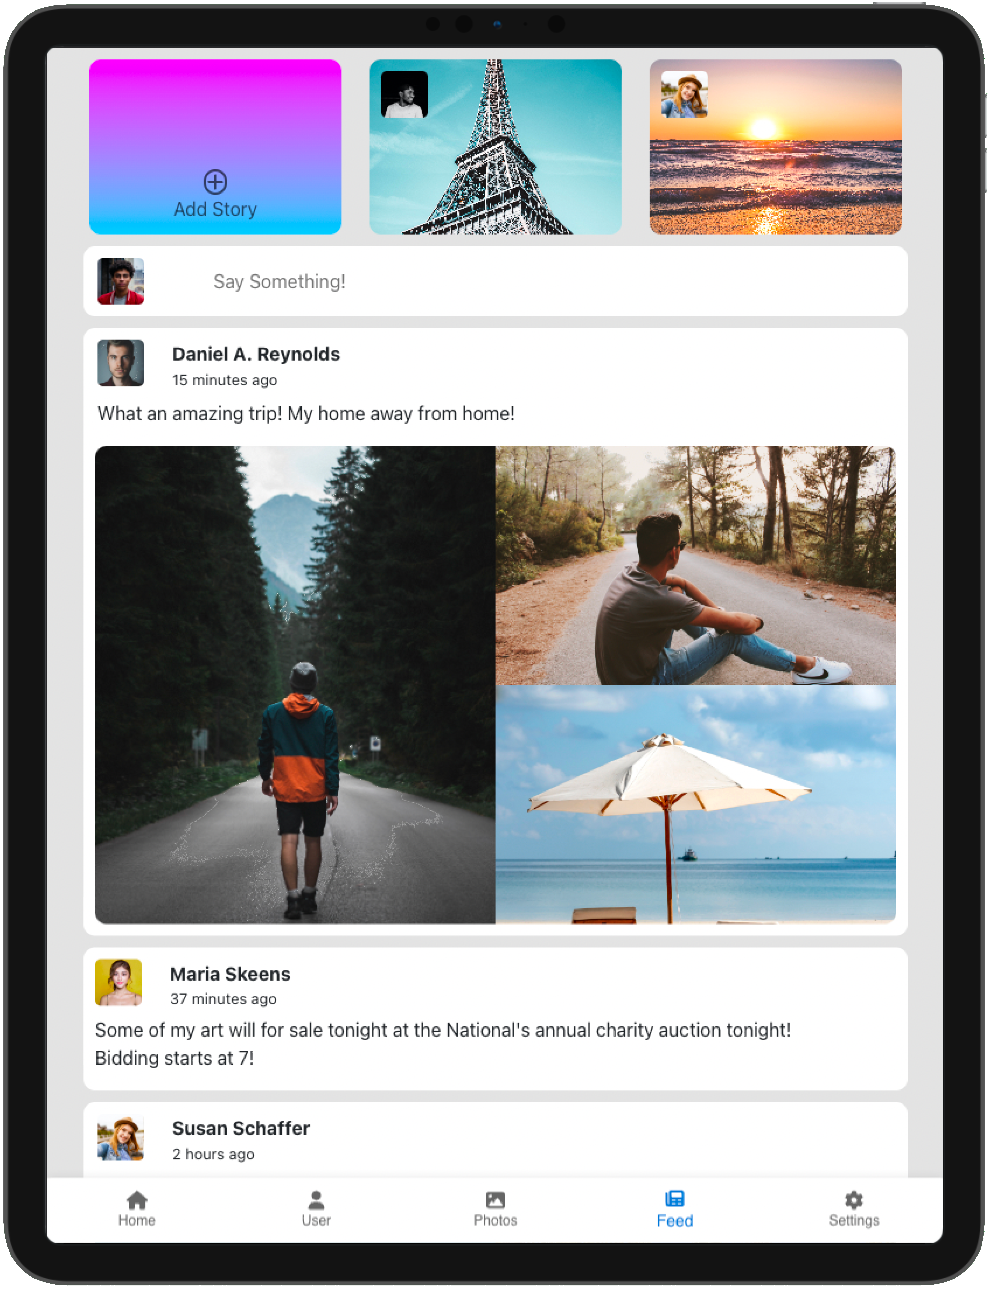 Add Story
Say Something!
Daniel A. Reynolds
15 minutes ago
What an amazing trip! My home away from home!
Maria Skeens
37 minutes ago
Some of my art will for sale tonight at the National's annual charity auction tonight!
Bidding starts at 7!
Susan Schaffer
2 hours ago
Home
User
Photos
Feed
Settings